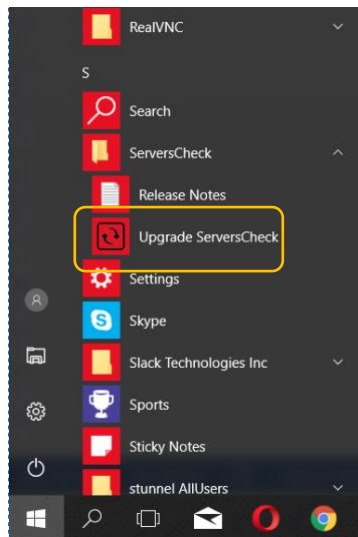 RealVNC
S
Search
ServersCheck
Release Notes
Upgrade ServersCheck
Settings
Skype
Slack Technologies Inc
Sports
Sticky Notes
stunnel AllUsers